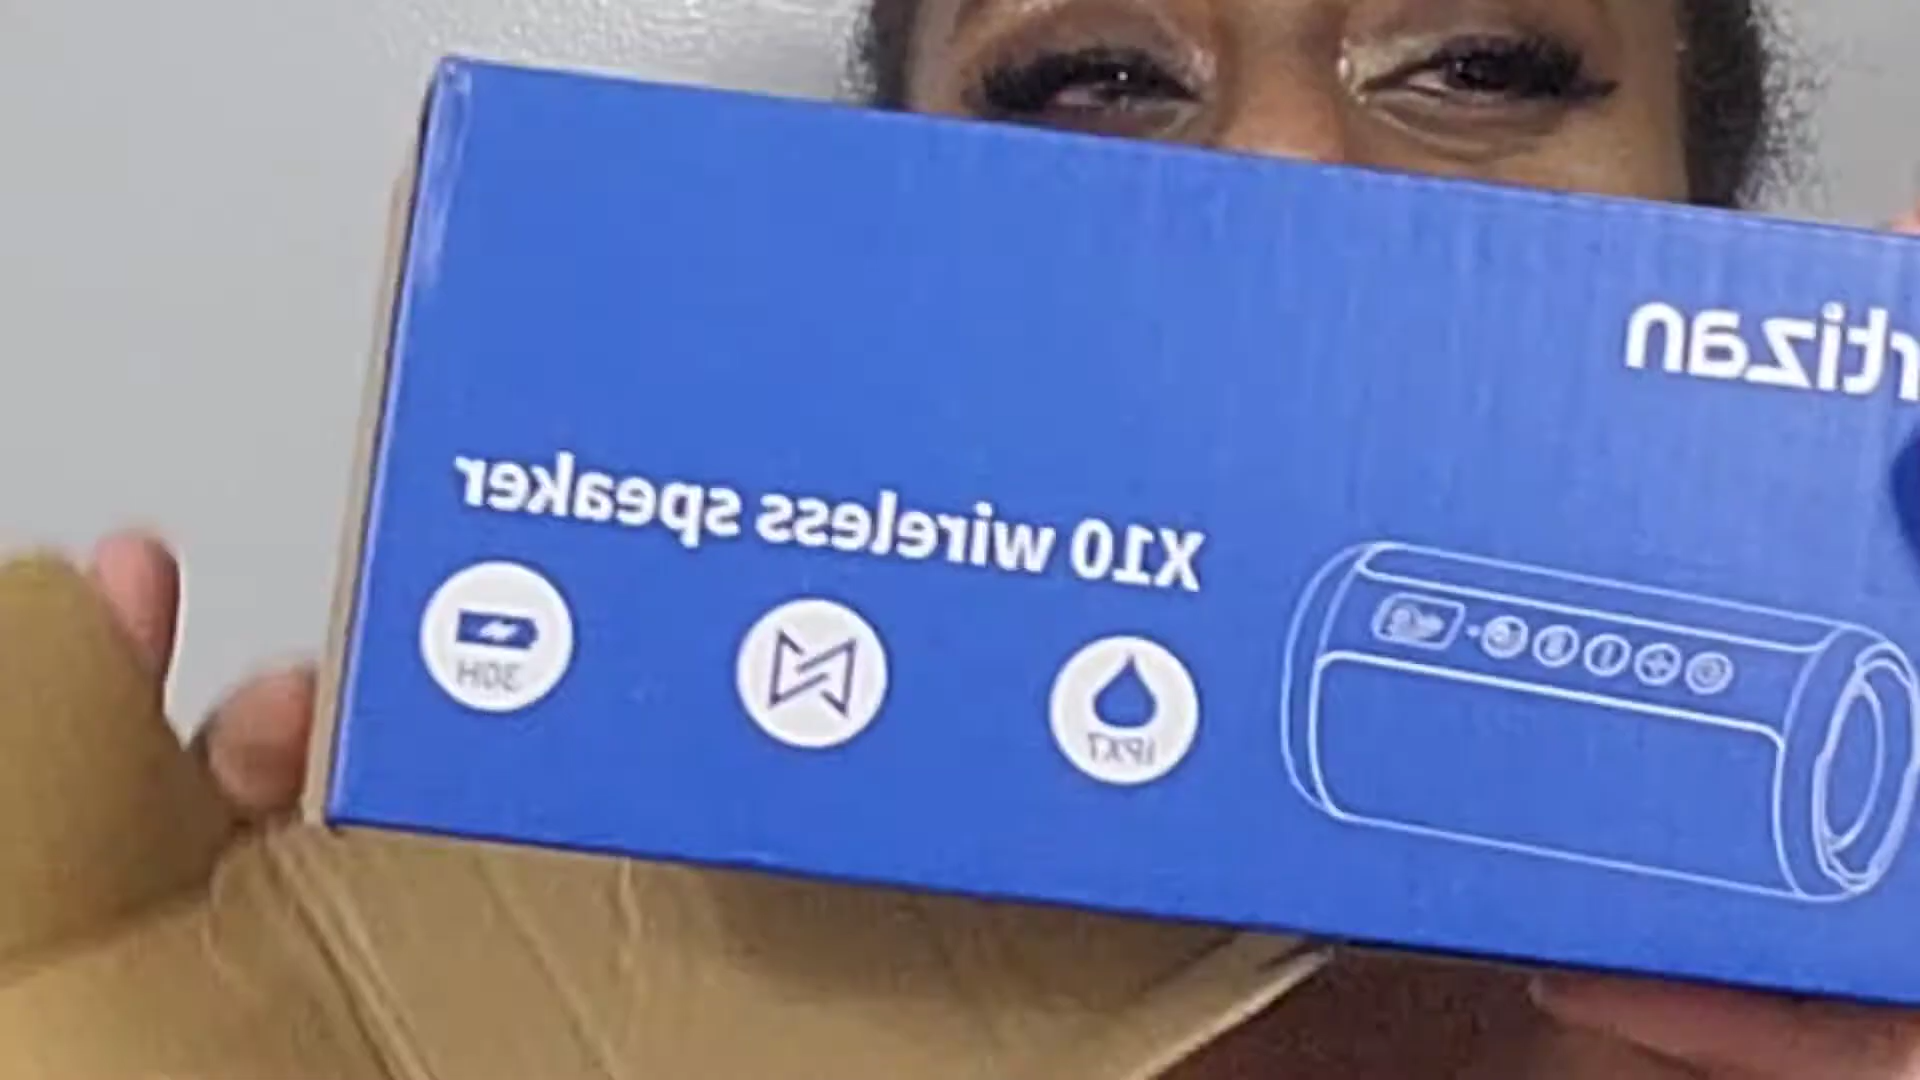 rtizan
X10 wireless speaker
IPX7
30H